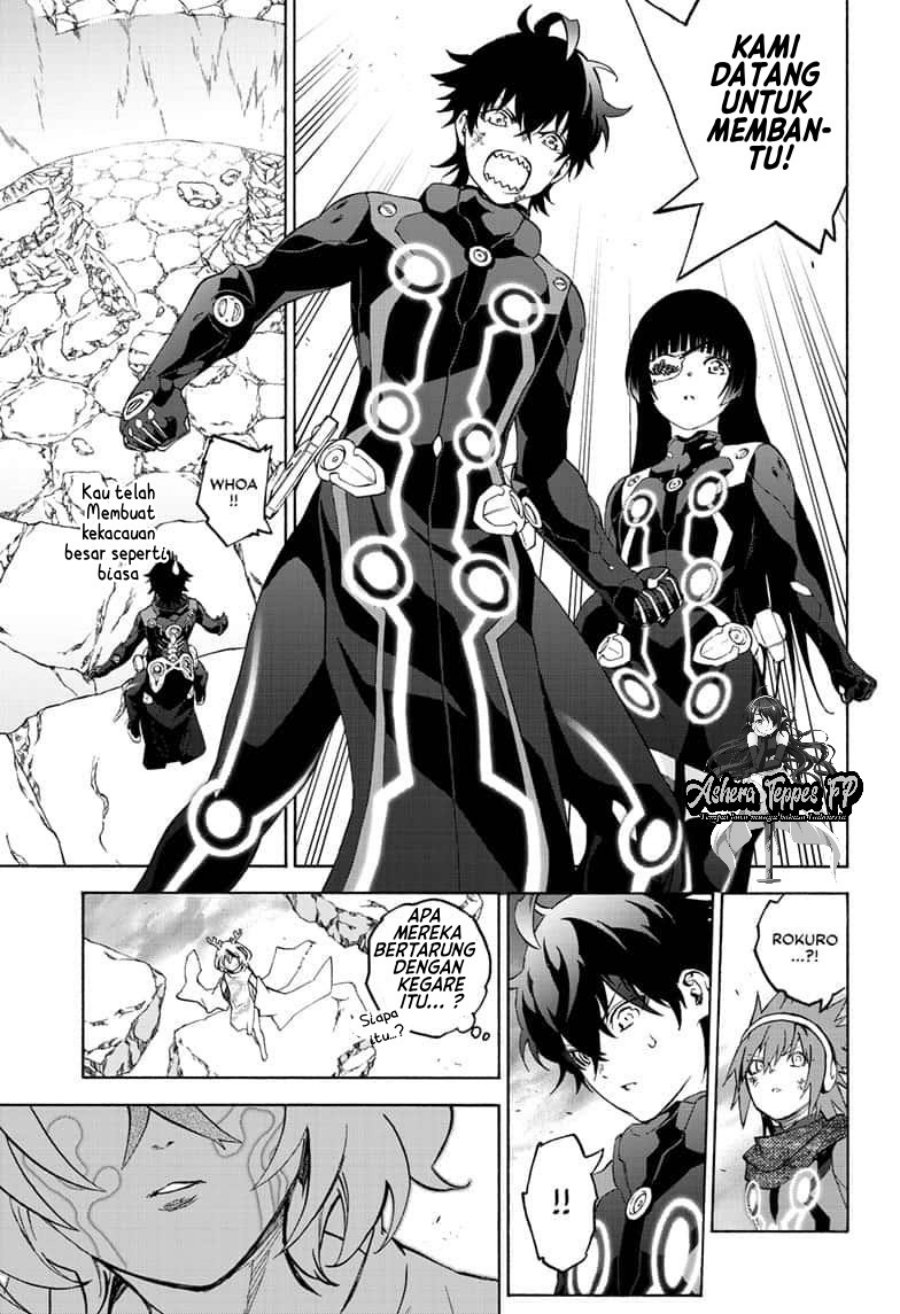 KAMI
DATANG
UNTUK
MEMBAN-
TU!
WHOA
!!
Kau telah
Membuat
kekacauan
besar seperti
biasa
Ashera Teppes FP
ROKURO
...?!
APA
MEREKA
BERTARUNG
DENGAN
KEGARE
ITU... ?
Siapa
itu...?
!!